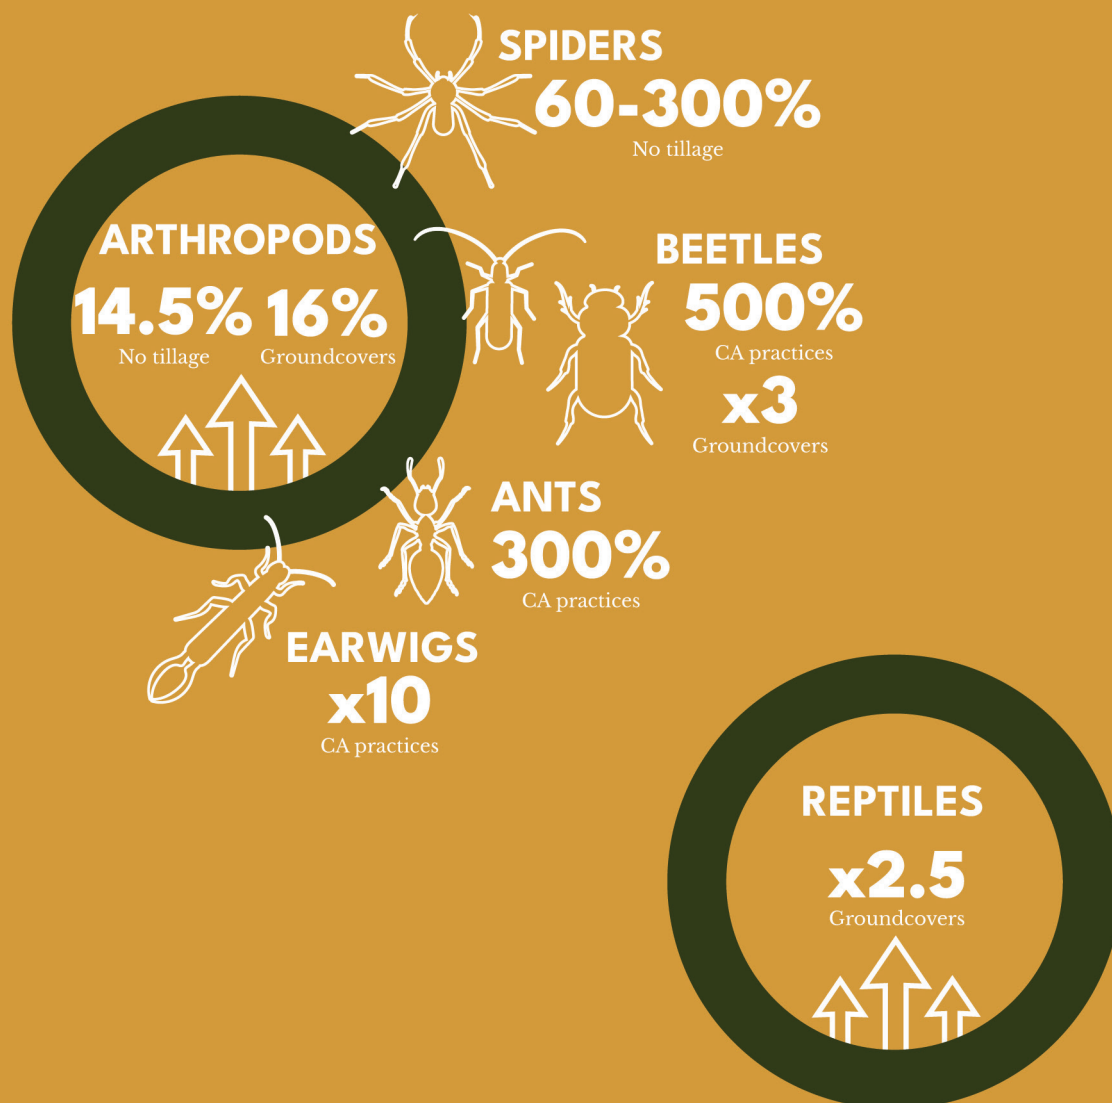 SPIDERS
60-300%
No tillage
ARTHROPODS
14.5% 16%
No tillage Groundcovers
BEETLES
500%
CA practices
x3
Groundcovers
ANTS
300%
CA practices
EARWIGS
x10
CA practices
REPTILES
x2.5
Groundcovers